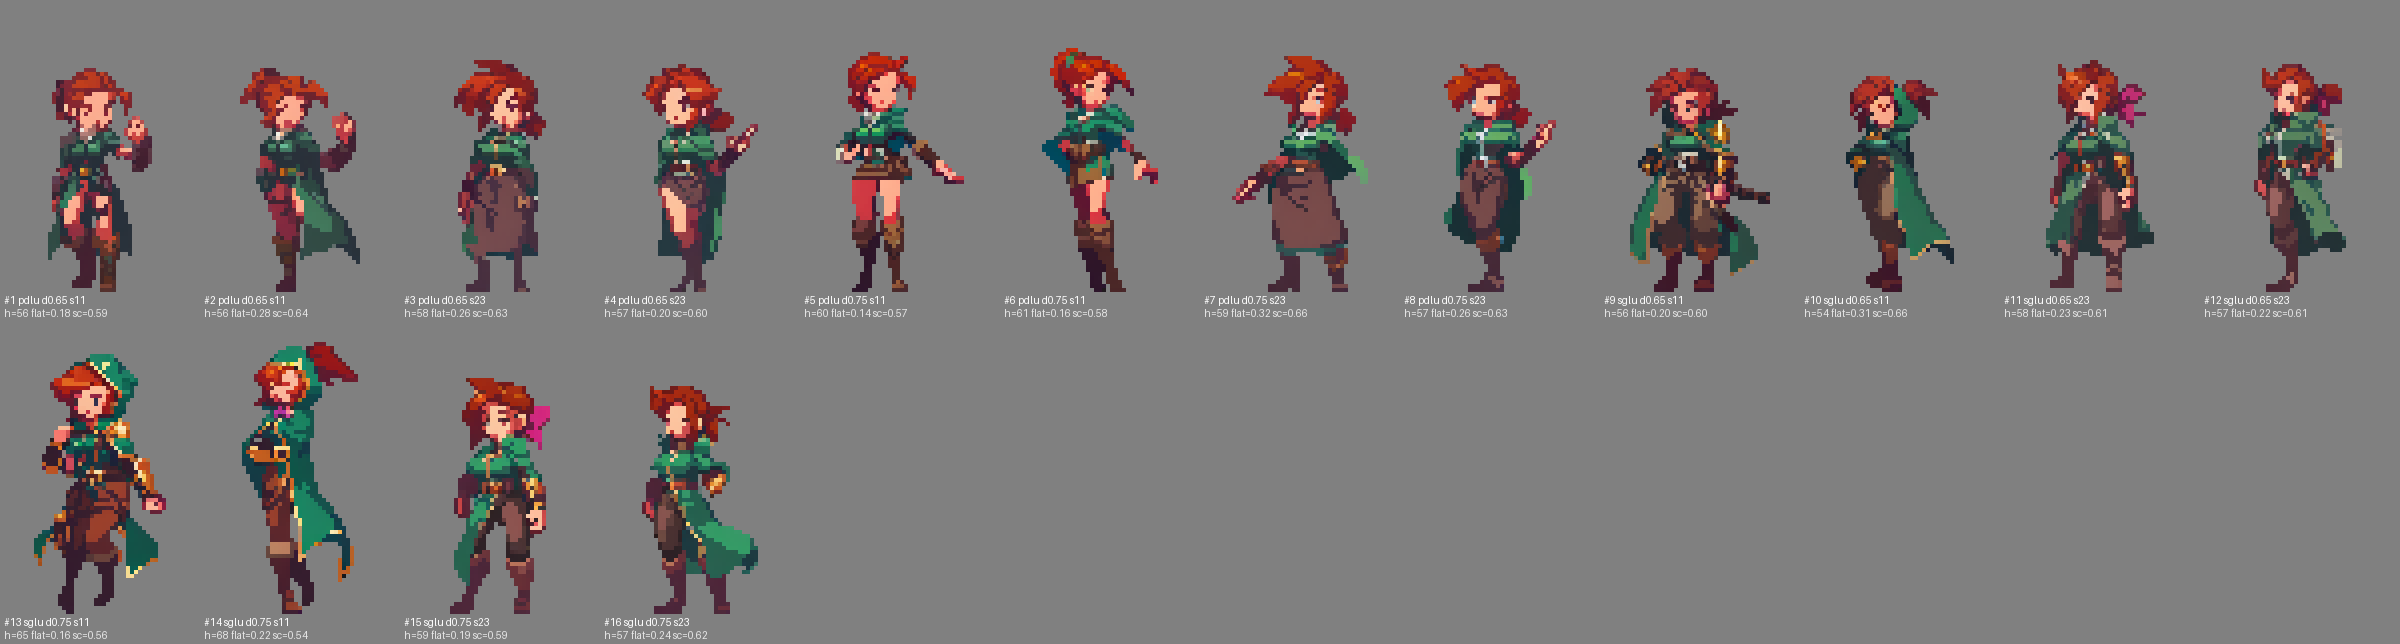 #1 pdlu d0.65 s11
h=56 flat=0.18 sc=0.59
#2 pdlu d0.65 s11
h=56 flat=0.28 sc=0.64
#3 pdlu d0.65 s23
h=58 flat=0.26 sc=0.63
#4 pdlu d0.65 s23
h=57 flat=0.20 sc=0.60
#5 pdlu d0.75 s11
h=60 flat=0.14 sc=0.57
#6 pdlu d0.75 s11
h=61 flat=0.16 sc=0.58
#7 pdlu d0.75 s23
h=59 flat=0.32 sc=0.66
#8 pdlu d0.75 s23
h=57 flat=0.26 sc=0.63
#9 sglu d0.65 s11
h=56 flat=0.20 sc=0.60
#10 sglu d0.65 s11
h=54 flat=0.31 sc=0.66
#11 sglu d0.65 s23
h=58 flat=0.23 sc=0.61
#12 sglu d0.65 s23
h=57 flat=0.22 sc=0.61
#13 sglu d0.75 s11
h=65 flat=0.16 sc=0.56
#14 sglu d0.75 s11
h=68 flat=0.22 sc=0.54
#15 sglu d0.75 s23
h=59 flat=0.19 sc=0.59
#16 sglu d0.75 s23
h=57 flat=0.24 sc=0.62